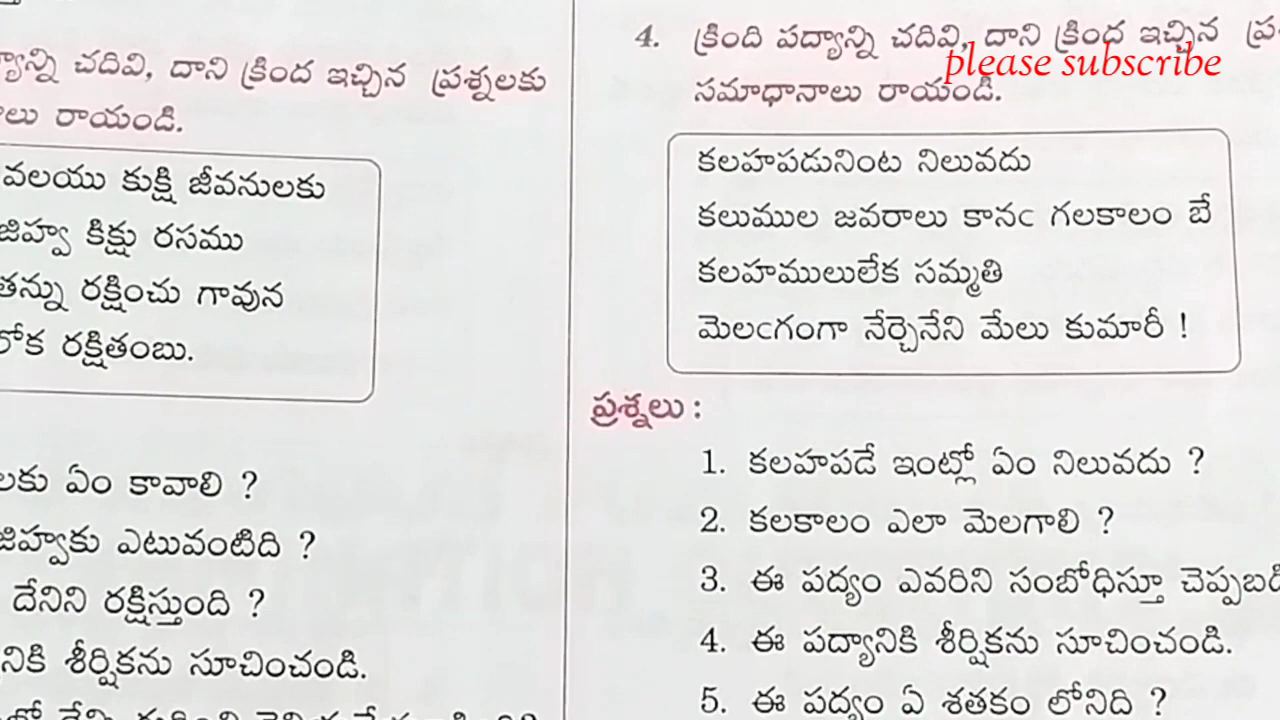 ్యాన్ని చదివి, దాని క్రింద ఇచ్చిన ప్రశ్నలకు
లు రాయండి.
వలయు కుక్షి జీవనులకు
జిహ్వ కిక్షు రసము
తన్ను రక్షించు గావున
లోక రక్షితంబు.
లకు ఏం కావాలి ?
జిహ్వకు ఎటువంటిది ?
దేనిని రక్షిస్తుంది ?
నికి శీర్షికను సూచించండి.
4. క్రింది పద్యాన్ని చదివి, దాని క్రింద ఇచ్చిన ప్ర
please subscribe
సమాధానాలు రాయండి.
కలహపడునింట నిలువదు
కలుముల జవరాలు కానఁ గలకాలం బే
కలహములులేక సమ్మతి
మెలఁగంగా నేర్చెనేని మేలు కుమారీ !
ప్రశ్నలు :
1. కలహపడే ఇంట్లో ఏం నిలువదు ?
2. కలకాలం ఎలా మెలగాలి ?
3. ఈ పద్యం ఎవరిని సంబోధిస్తూ చెప్పబడి
4. ఈ పద్యానికి శీర్షికను సూచించండి.
5. ఈ పద్యం ఏ శతకం లోనిది ?